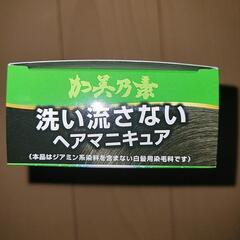 加美乃素
洗い流さない
ヘアマニキュア
(本品はジアミン系染料を含まない白髪用染毛料です)